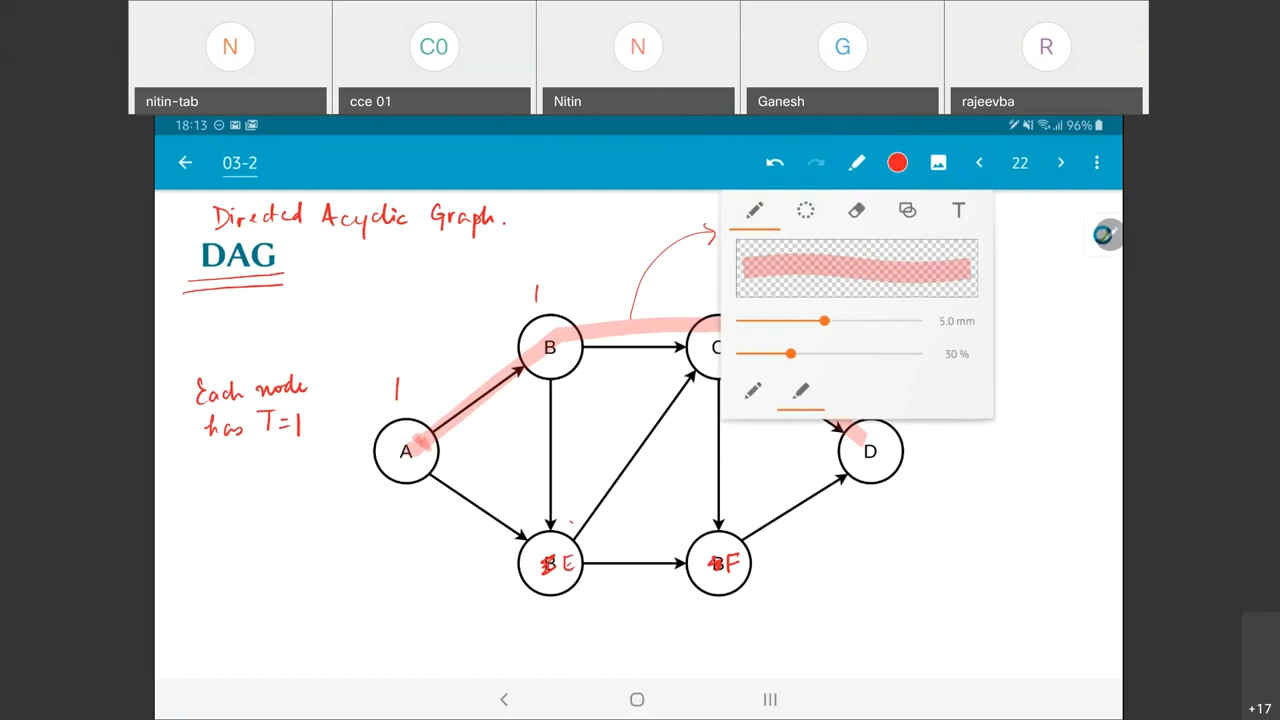 N
C0
N
G
R
nitin-tab
cce 01
Nitin
Ganesh
rajeevba
18:13
96%
03-2
22
Directed Acyclic Graph.
DAG
T
1
5.0 mm
B
C
30 %
Each node
has T=1
1
A
D
E
F
+17